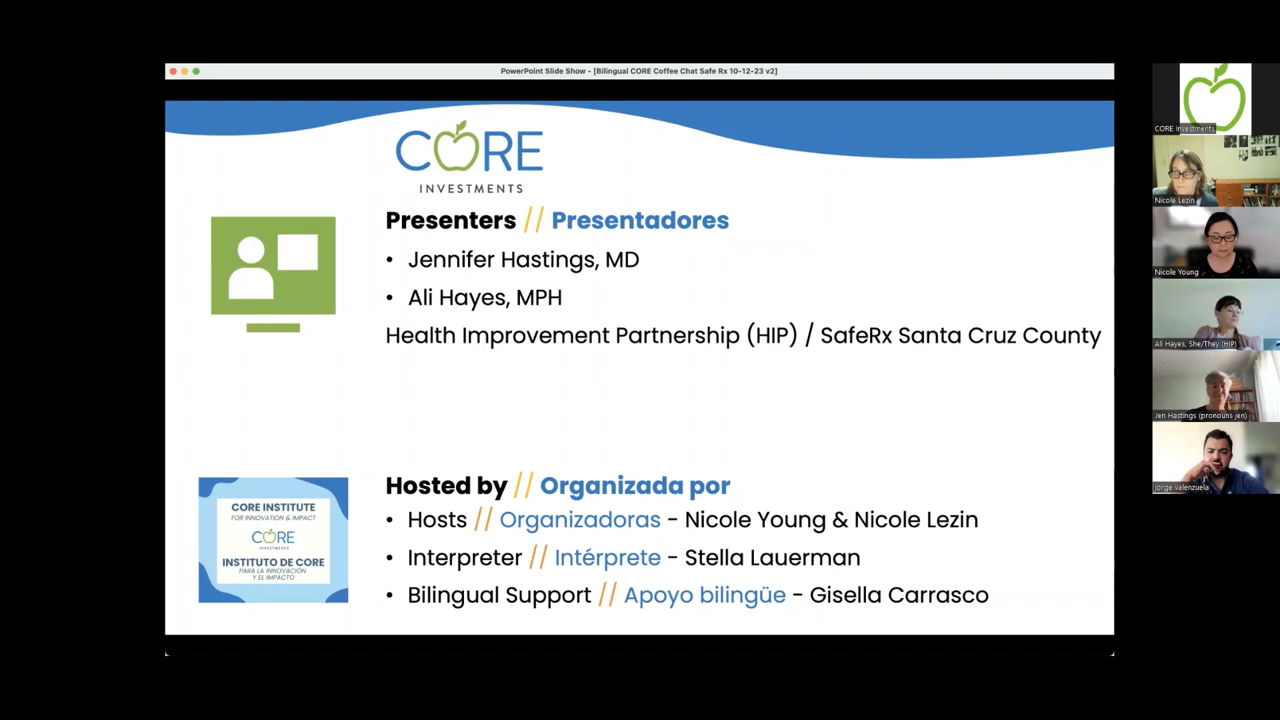 PowerPoint Slide Show - [Bilingual CORE Coffee Chat Safe Rx 10-12-23 v2]
CORE
INVESTMENTS
Presenters // Presentadores
• Jennifer Hastings, MD
• Ali Hayes, MPH
Health Improvement Partnership (HIP) / SafeRx Santa Cruz County
CORE INSTITUTE
FOR INNOVATION & IMPACT
CORE
INVESTMENTS
INSTITUTO DE CORE
PARA LA INNOVACIÓN
Y EL IMPACTO
Hosted by // Organizada por
• Hosts // Organizadoras - Nicole Young & Nicole Lezin
• Interpreter // Intérprete - Stella Lauerman
• Bilingual Support // Apoyo bilingüe - Gisella Carrasco
CORE Investments
Nicole Lezin
Nicole Young
Ali Hayes, She/They (HIP)
Jen Hastings (pronouns jen)
Jorge Valenzuela